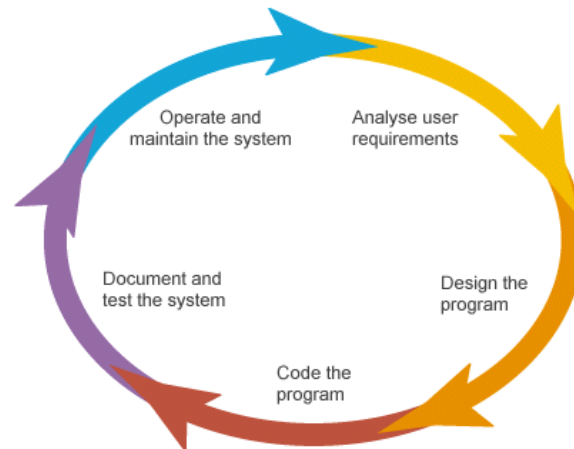 Operate and
maintain the system
Analyse user
requirements
Design the
program
Code the
program
Document and
test the system